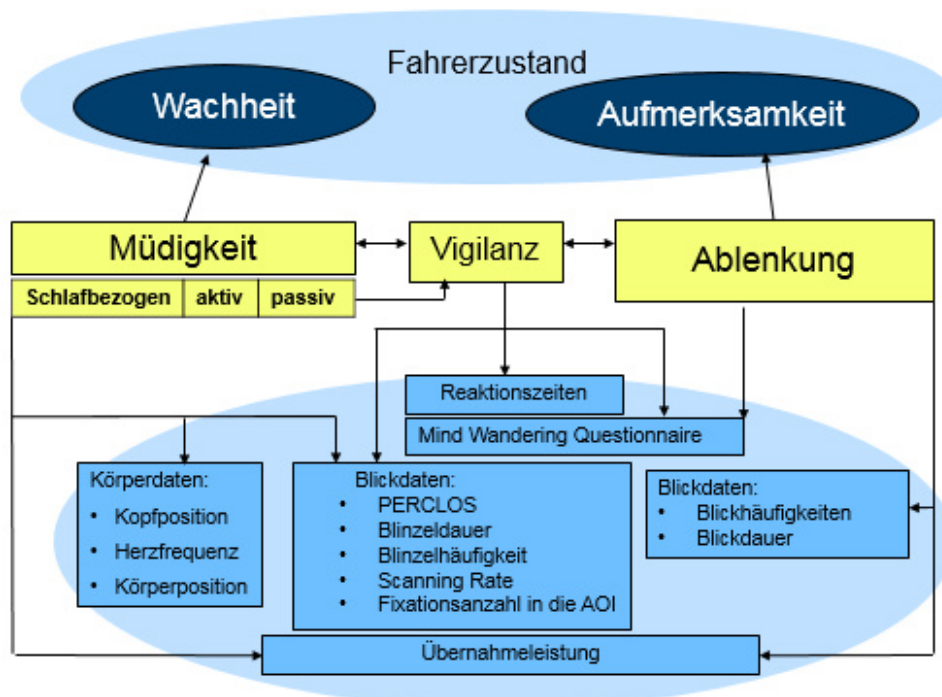 Fahrerzustand
Wachheit
Aufmerksamkeit
Müdigkeit
Vigilanz
Ablenkung
Schlafbezogen aktiv passiv
Reaktionszeiten
Mind Wandering Questionnaire
Körperdaten:
• Kopfposition
• Herzfrequenz
• Körperposition
Blickdaten:
• PERCLOS
• Blinzeldauer
• Blinzelhäufigkeit
• Scanning Rate
• Fixationsanzahl in die AOI
Blickdaten:
• Blickhäufigkeiten
• Blickdauer
Übernahmeleistung